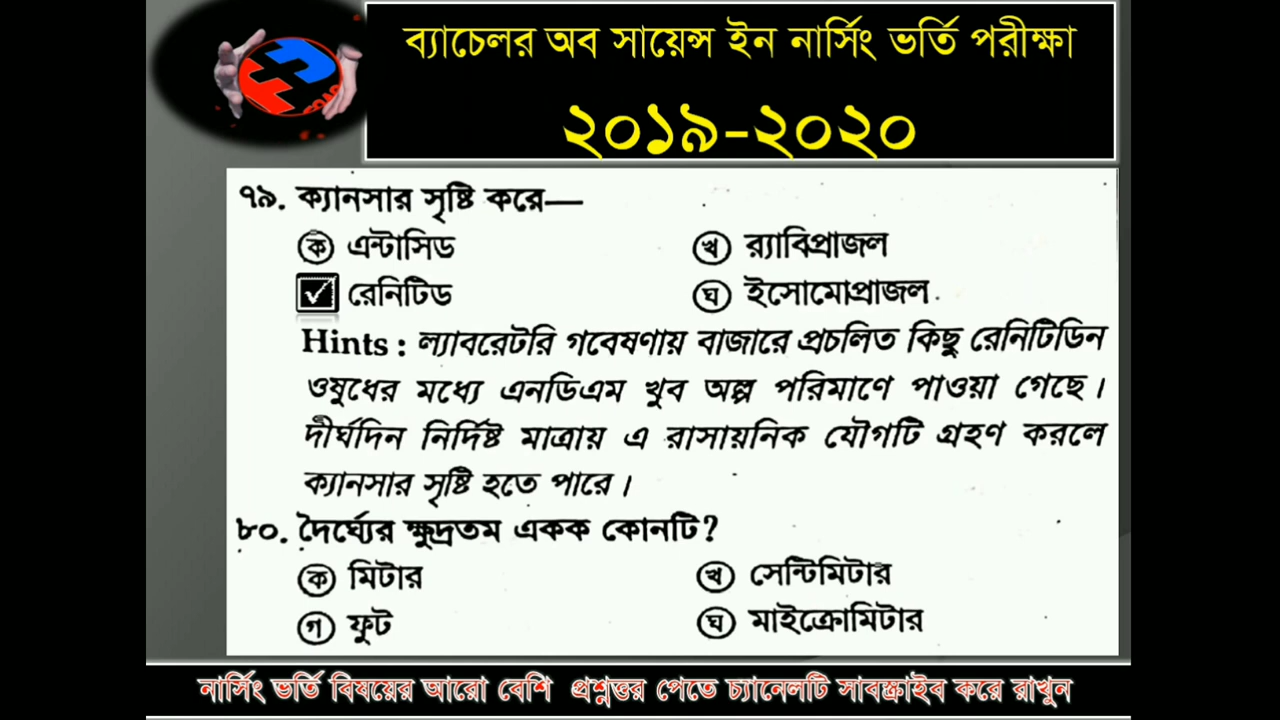 ব্যাচেলর অব সায়েন্স ইন নার্সিং ভর্তি পরীক্ষা
২০১৯-২০২০
৭৯. ক্যানসার সৃষ্টি করে—
ক এন্টাসিড খ র‍্যাবিপ্রাজল
রেনিটিড ঘ ইসোমোপ্রাজল
Hints : ল্যাবরেটরি গবেষণায় বাজারে প্রচলিত কিছু রেনিটিডিন
ওষুধের মধ্যে এনডিএম খুব অল্প পরিমাণে পাওয়া গেছে।
দীর্ঘদিন নির্দিষ্ট মাত্রায় এ রাসায়নিক যৌগটি গ্রহণ করলে
ক্যানসার সৃষ্টি হতে পারে।
৮০. দৈর্ঘ্যের ক্ষুদ্রতম একক কোনটি?
ক মিটার খ সেন্টিমিটার
গ ফুট ঘ মাইক্রোমিটার
নার্সিং ভর্তি বিষয়ের আরো বেশি প্রশ্নত্তর পেতে চ্যানেলটি সাবস্ক্রাইব করে রাখুন